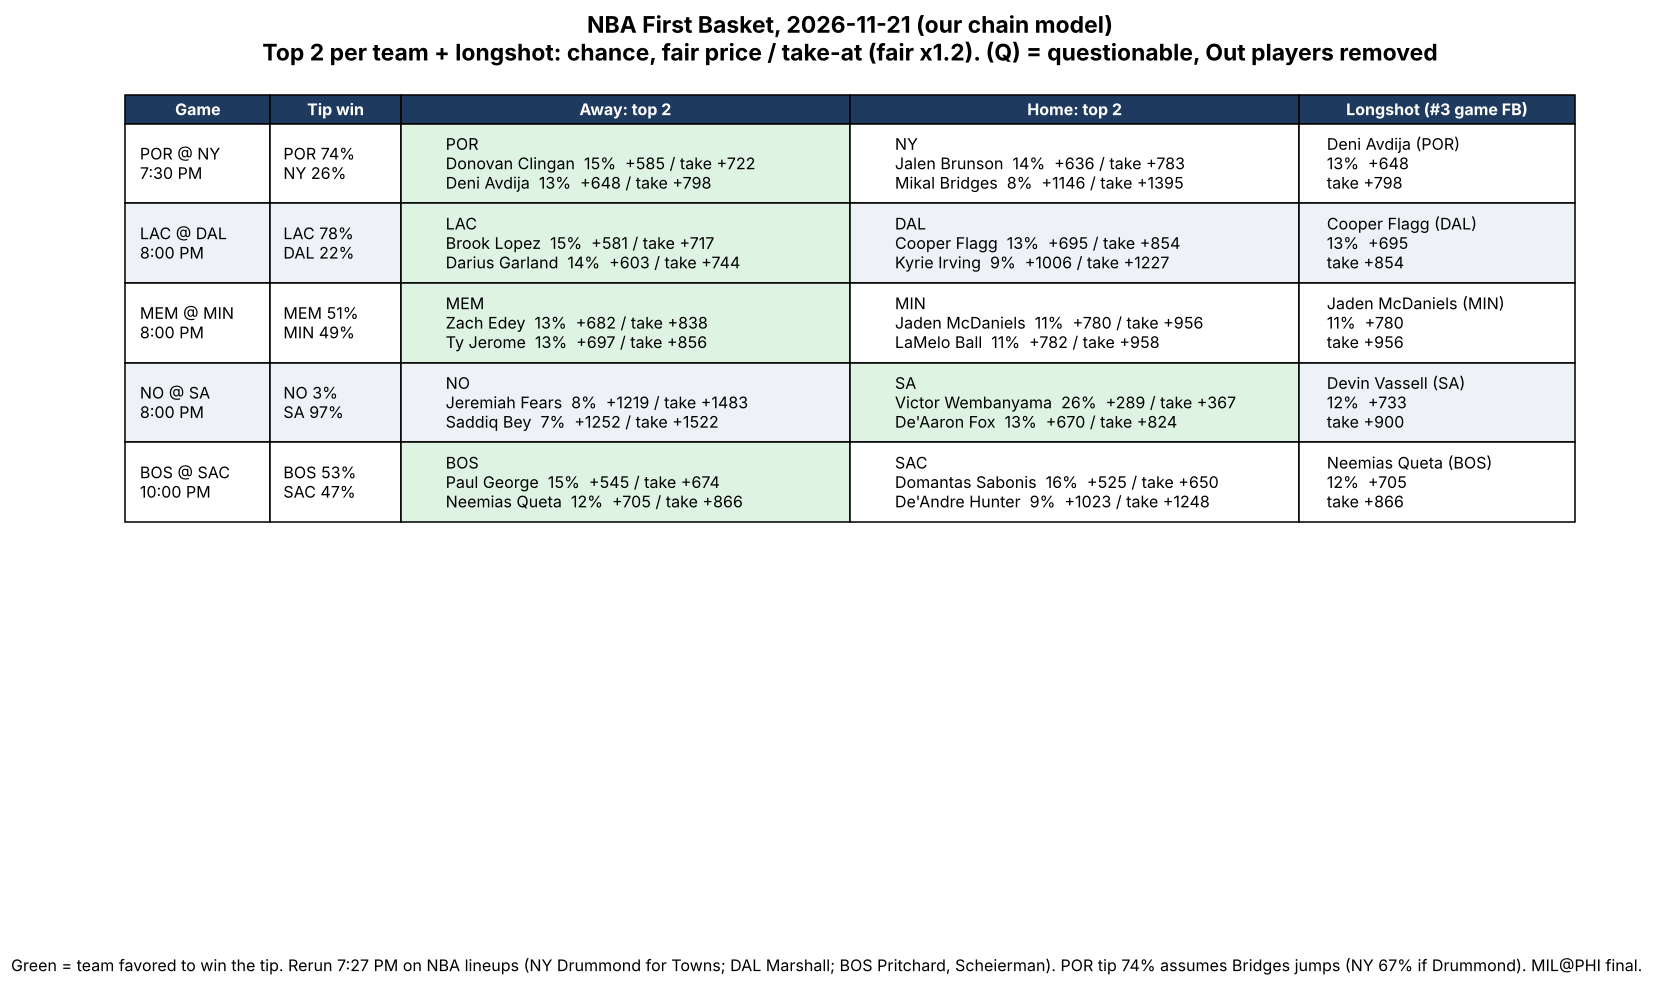 NBA First Basket, 2026-11-21 (our chain model)
Top 2 per team + longshot: chance, fair price / take-at (fair x1.2). (Q) = questionable, Out players removed
Game
Tip win
Away: top 2
Home: top 2
Longshot (#3 game FB)
POR @ NY
7:30 PM
POR 74%
NY 26%
POR
Donovan Clingan 15% +585 / take +722
Deni Avdija 13% +648 / take +798
NY
Jalen Brunson 14% +636 / take +783
Mikal Bridges 8% +1146 / take +1395
Deni Avdija (POR)
13% +648
take +798
LAC @ DAL
8:00 PM
LAC 78%
DAL 22%
LAC
Brook Lopez 15% +581 / take +717
Darius Garland 14% +603 / take +744
DAL
Cooper Flagg 13% +695 / take +854
Kyrie Irving 9% +1006 / take +1227
Cooper Flagg (DAL)
13% +695
take +854
MEM @ MIN
8:00 PM
MEM 51%
MIN 49%
MEM
Zach Edey 13% +682 / take +838
Ty Jerome 13% +697 / take +856
MIN
Jaden McDaniels 11% +780 / take +956
LaMelo Ball 11% +782 / take +958
Jaden McDaniels (MIN)
11% +780
take +956
NO @ SA
8:00 PM
NO 3%
SA 97%
NO
Jeremiah Fears 8% +1219 / take +1483
Saddiq Bey 7% +1252 / take +1522
SA
Victor Wembanyama 26% +289 / take +367
De'Aaron Fox 13% +670 / take +824
Devin Vassell (SA)
12% +733
take +900
BOS @ SAC
10:00 PM
BOS 53%
SAC 47%
BOS
Paul George 15% +545 / take +674
Neemias Queta 12% +705 / take +866
SAC
Domantas Sabonis 16% +525 / take +650
De'Andre Hunter 9% +1023 / take +1248
Neemias Queta (BOS)
12% +705
take +866
Green = team favored to win the tip. Rerun 7:27 PM on NBA lineups (NY Drummond for Towns; DAL Marshall; BOS Pritchard, Scheierman). POR tip 74% assumes Bridges jumps (NY 67% if Drummond). MIL@PHI final.